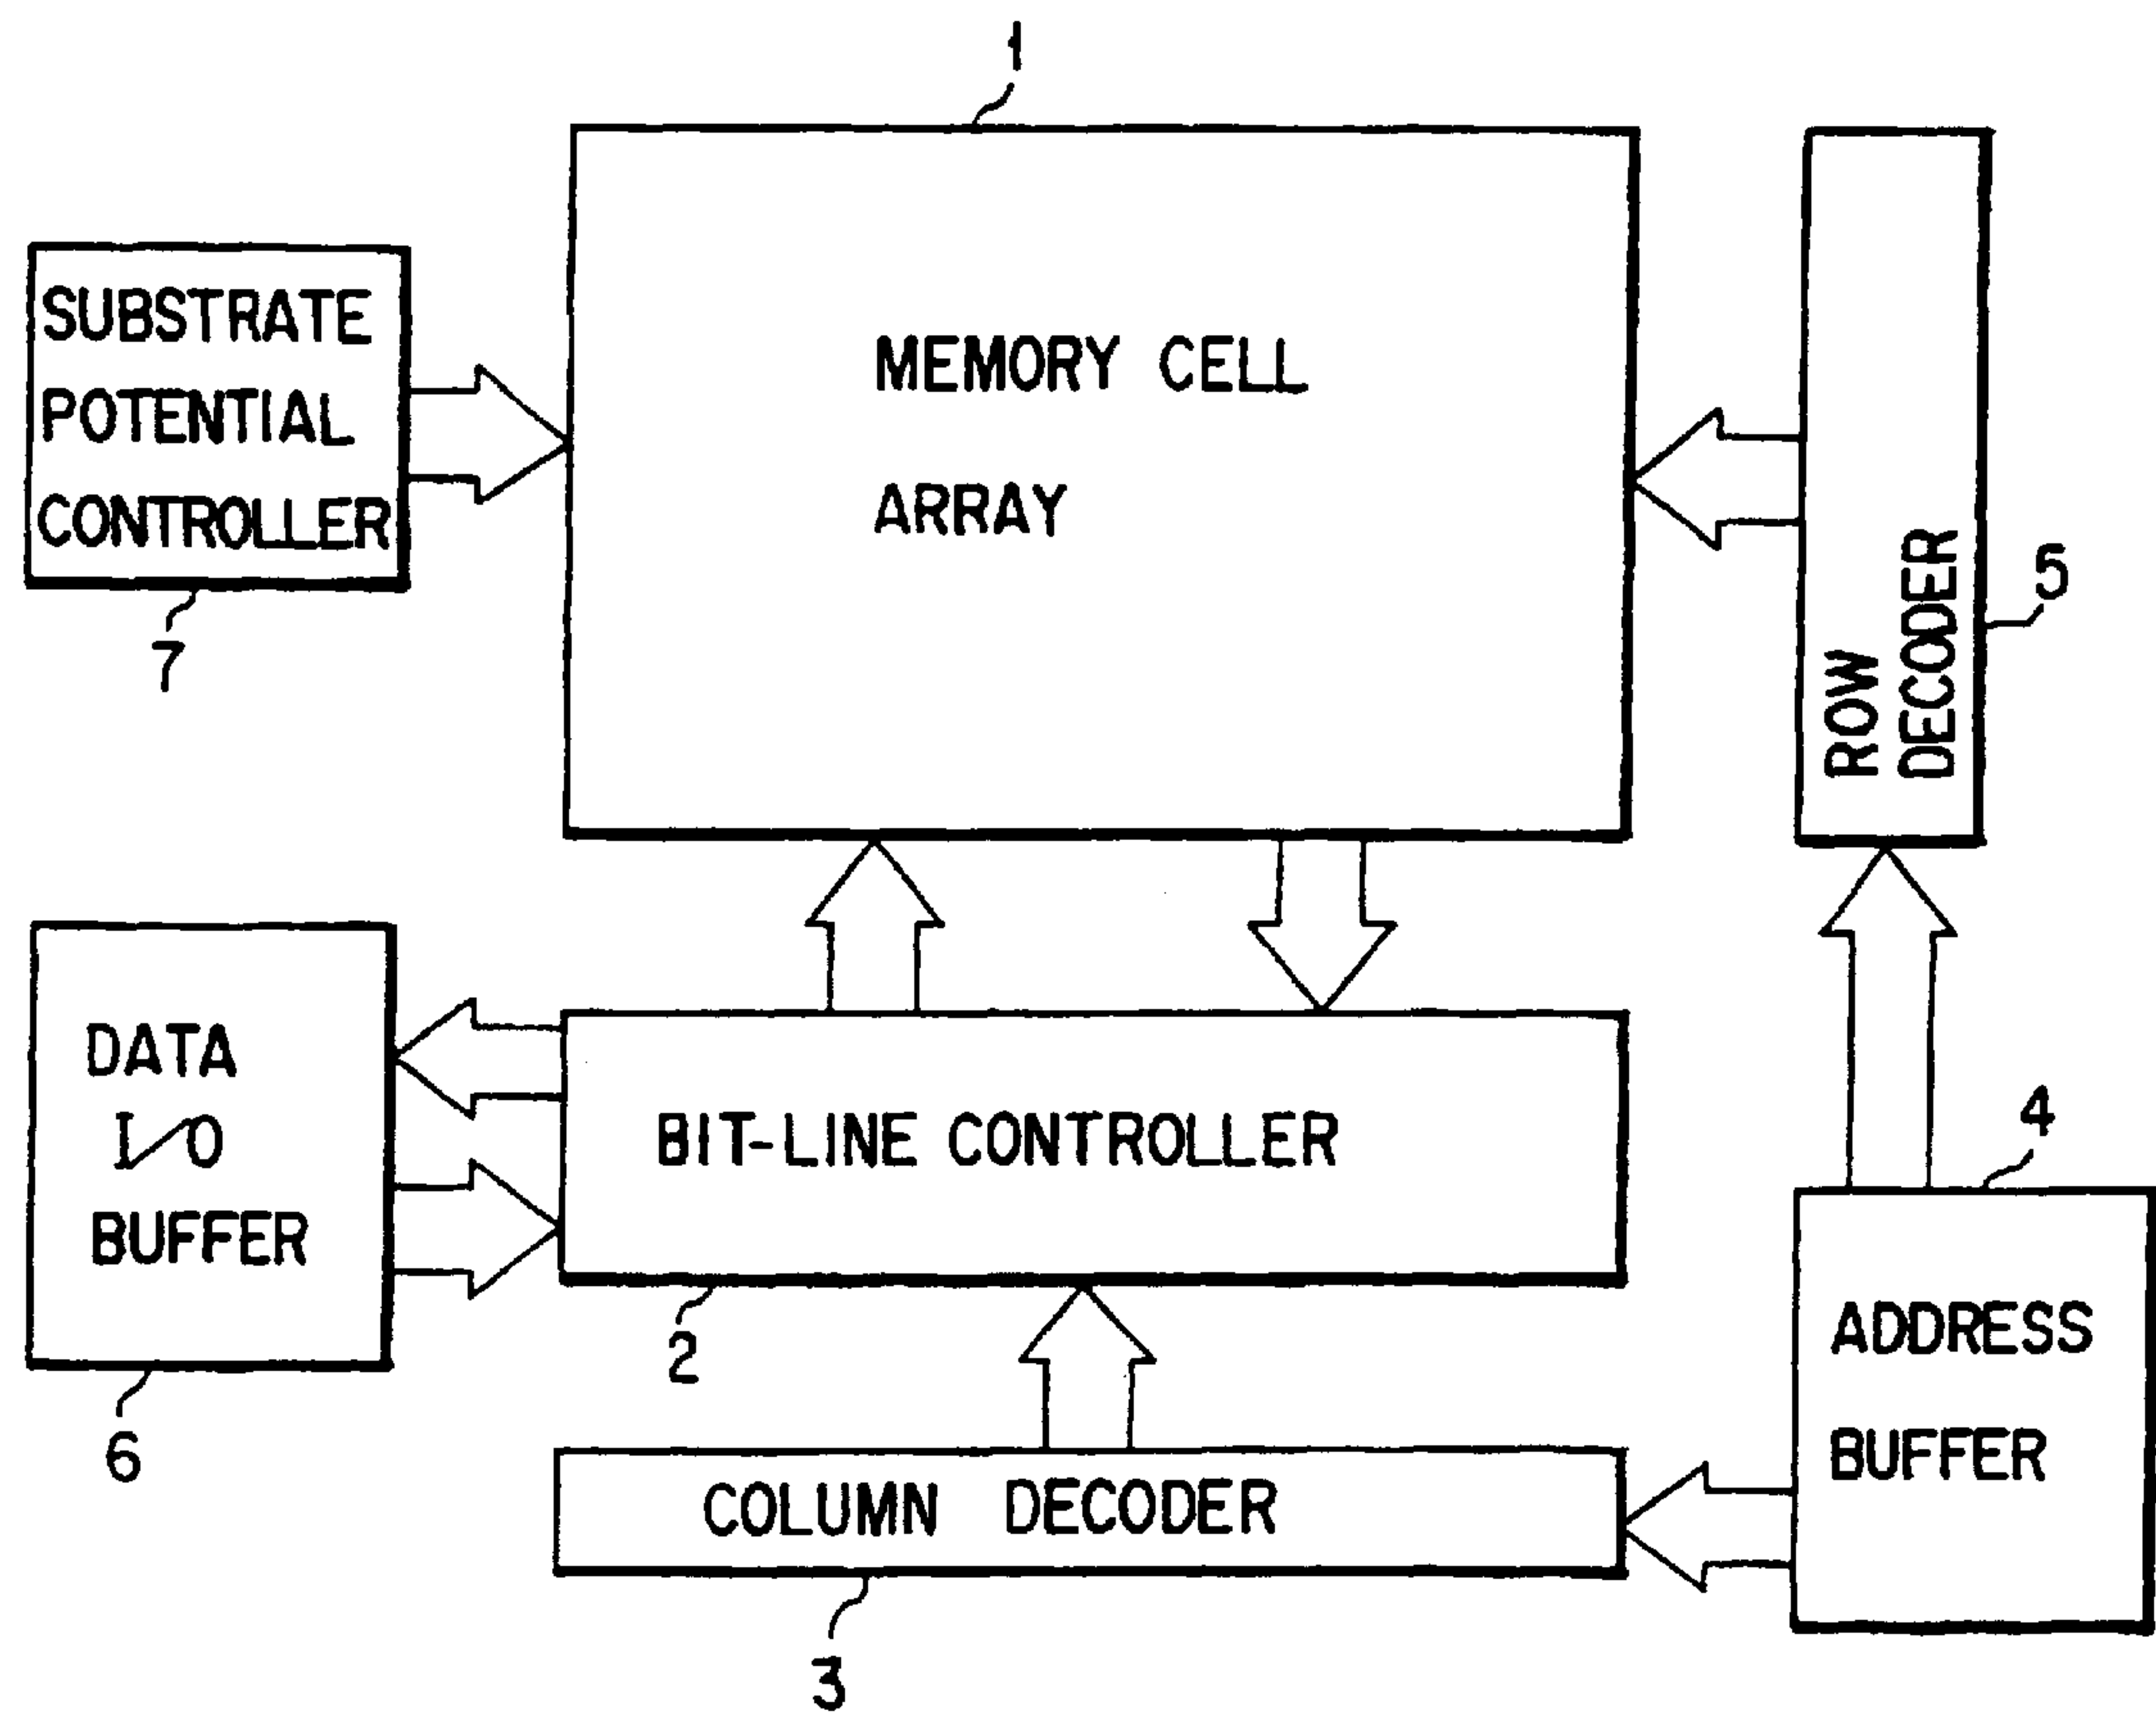 1
SUBSTRATE
POTENTIAL
CONTROLLER
7
MEMORY CELL
ARRAY
ROW
DECODER
5
DATA
I/O
BUFFER
6
BIT-LINE CONTROLLER
2
4
ADDRESS
BUFFER
COLUMN DECODER
3